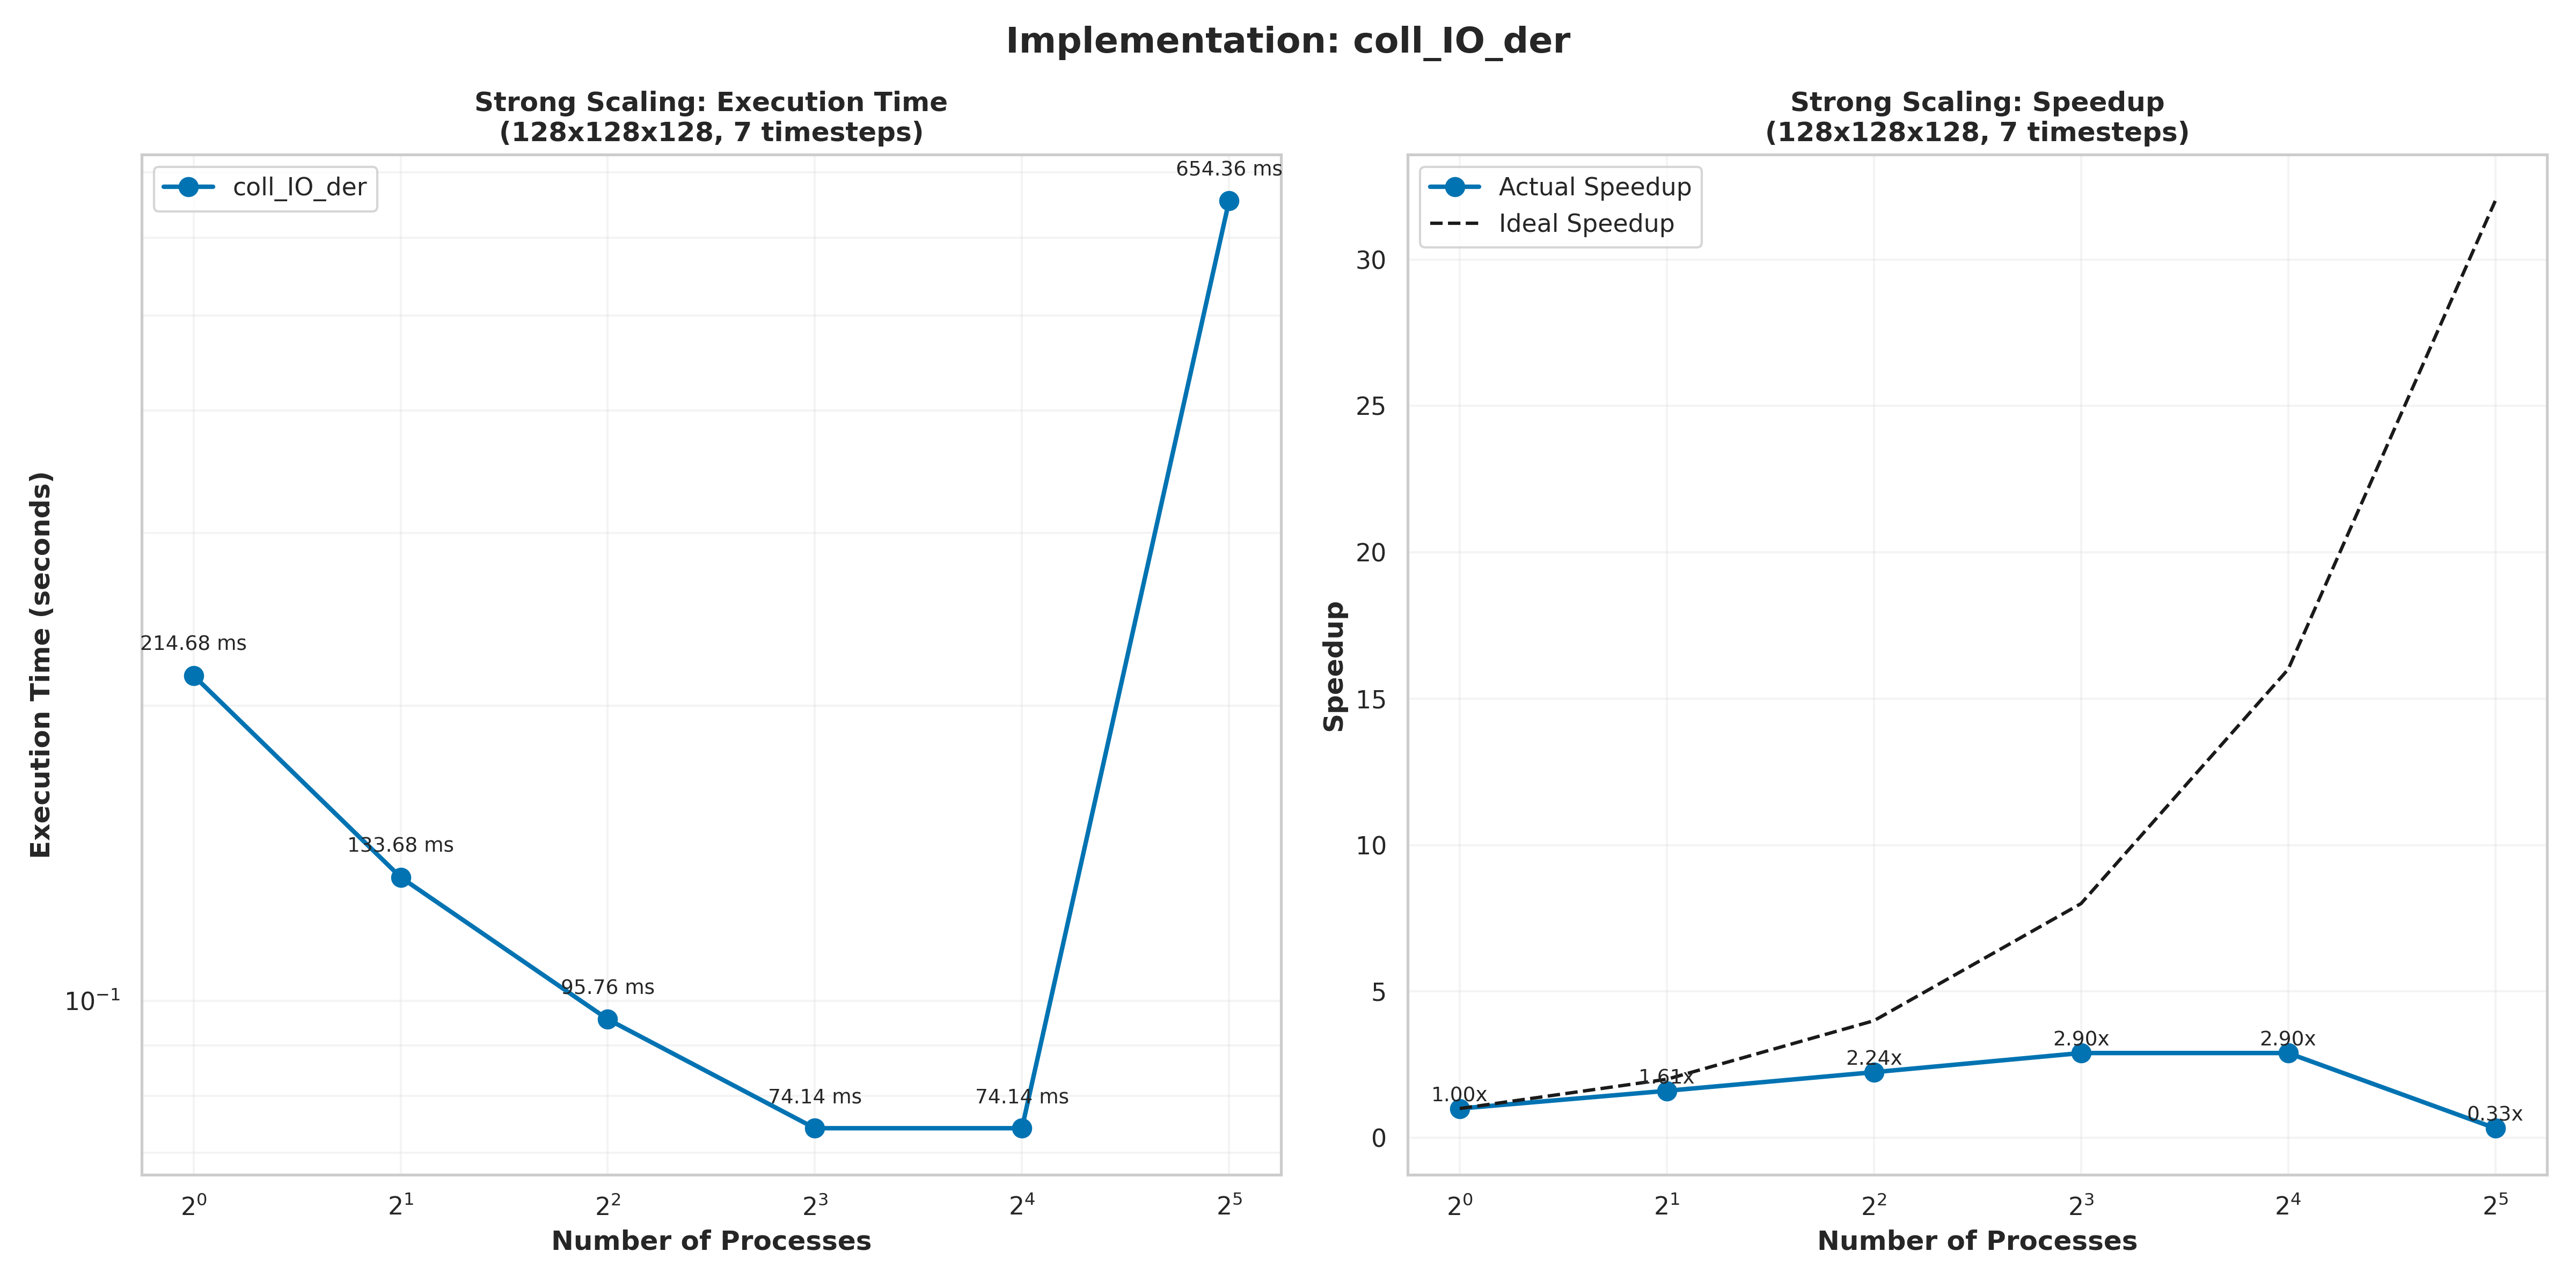 Implementation: coll_IO_der
Strong Scaling: Execution Time
(128x128x128, 7 timesteps)
coll_IO_der
654.36 ms
214.68 ms
133.68 ms
95.76 ms
74.14 ms
74.14 ms
Execution Time (seconds)
10⁻¹
2⁰
2¹
2²
2³
2⁴
2⁵
Number of Processes
Strong Scaling: Speedup
(128x128x128, 7 timesteps)
Actual Speedup
Ideal Speedup
Speedup
30
25
20
15
10
5
0
1.00x
1.61x
2.24x
2.90x
2.90x
0.33x
2⁰
2¹
2²
2³
2⁴
2⁵
Number of Processes